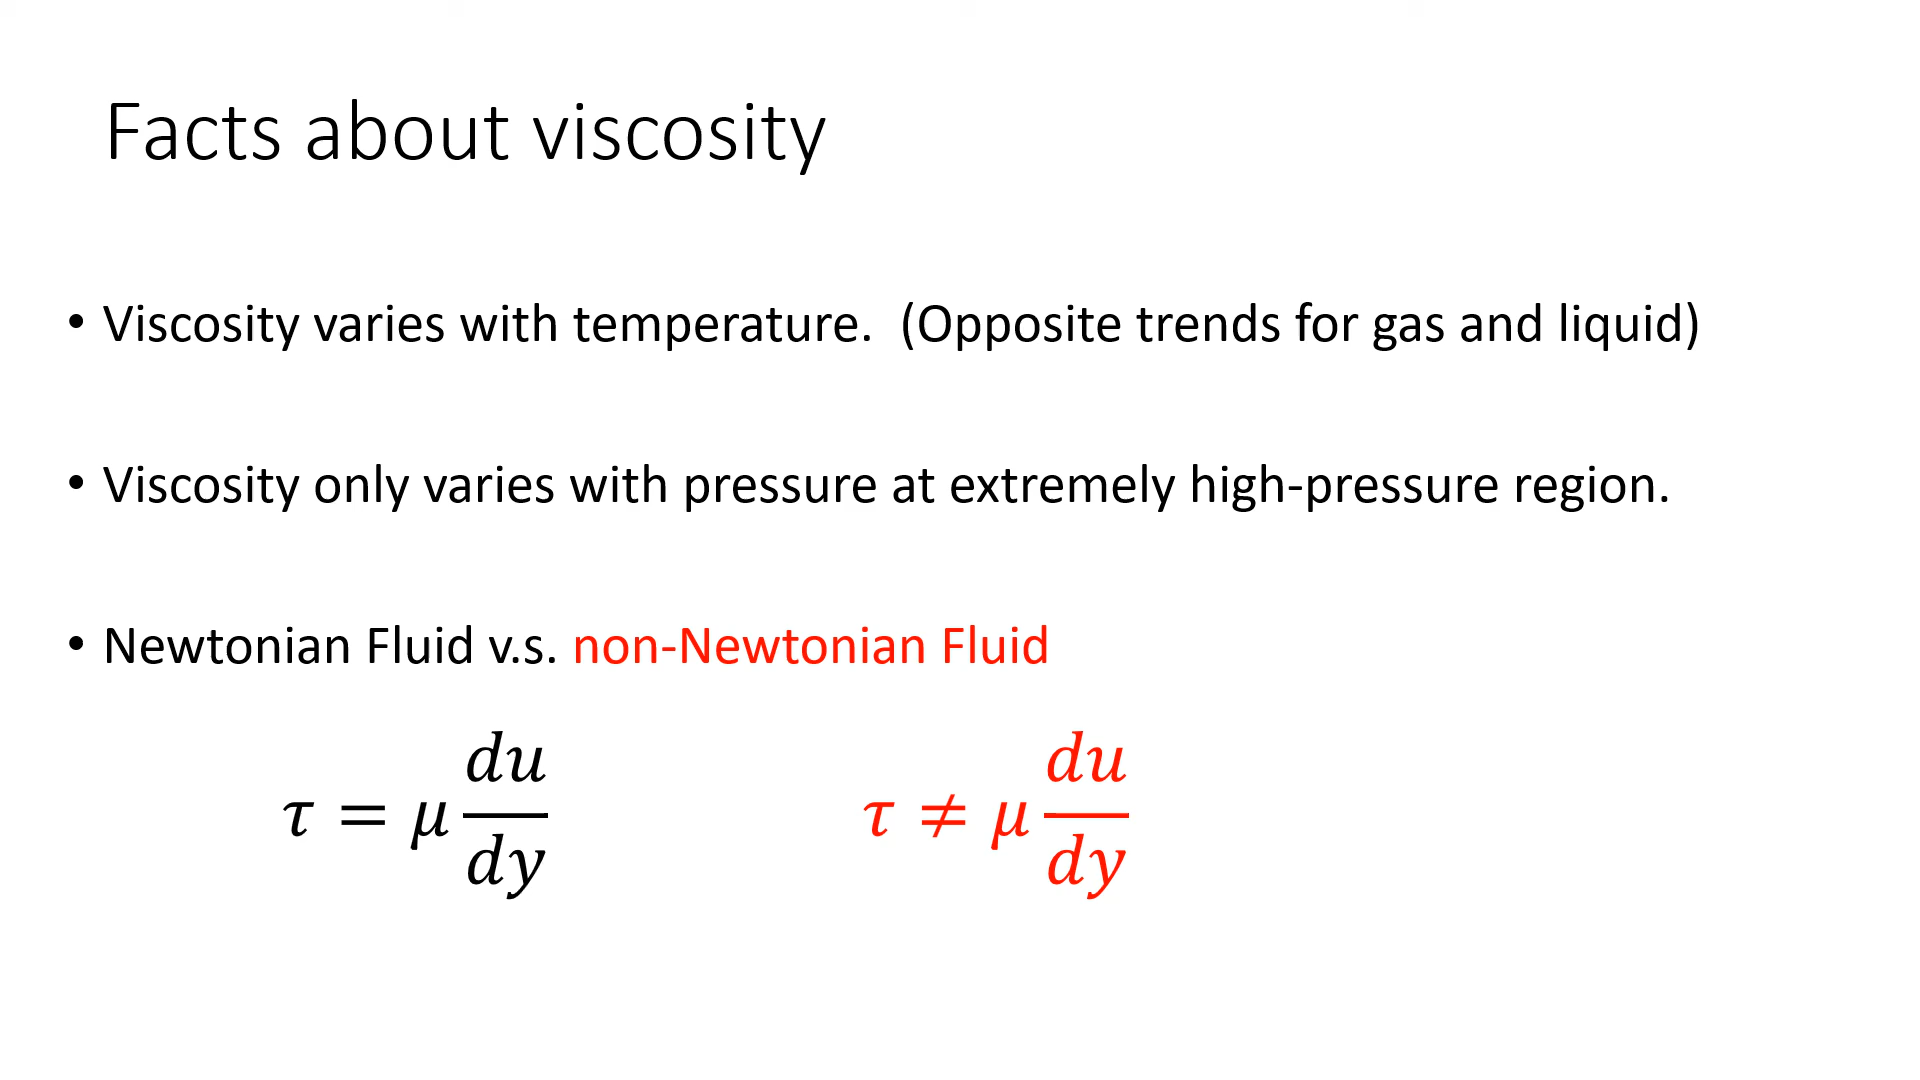 Facts about viscosity
• Viscosity varies with temperature.  (Opposite trends for gas and liquid)
• Viscosity only varies with pressure at extremely high-pressure region.
• Newtonian Fluid v.s. non-Newtonian Fluid
τ = μ du/dy
τ ≠ μ du/dy